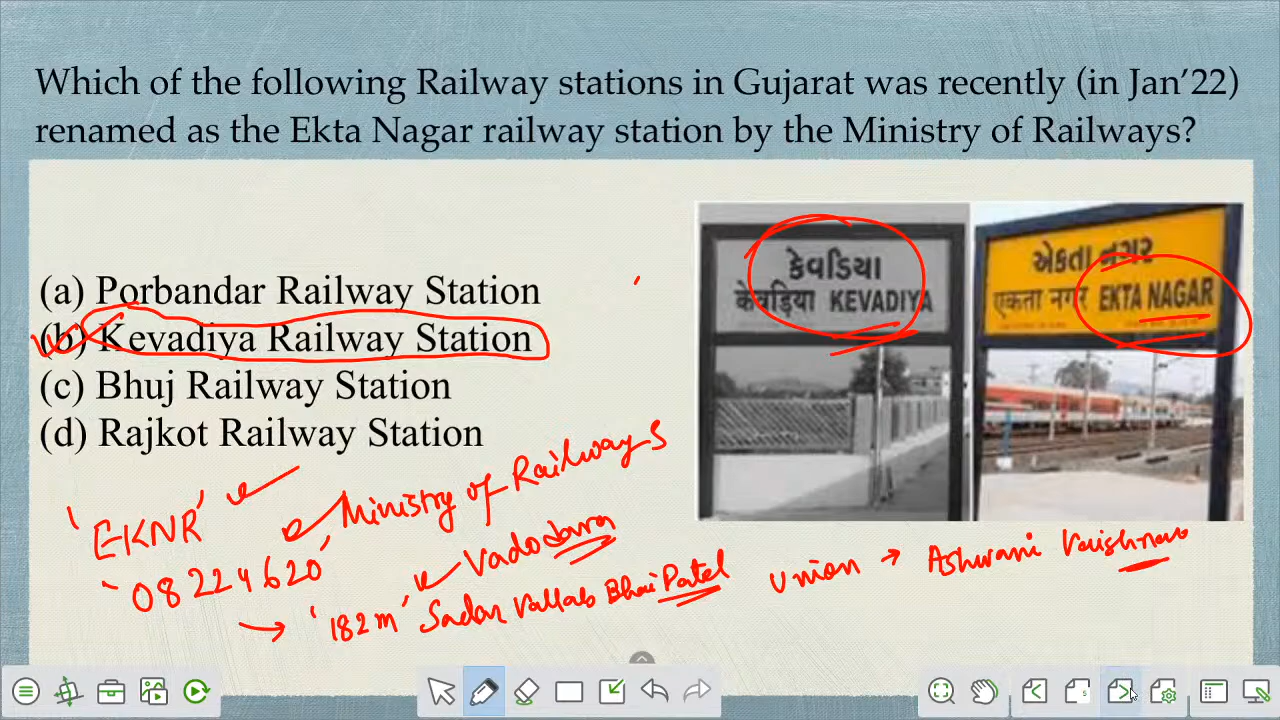 Which of the following Railway stations in Gujarat was recently (in Jan’22)
renamed as the Ekta Nagar railway station by the Ministry of Railways?
(a) Porbandar Railway Station
(b) Kevadiya Railway Station
(c) Bhuj Railway Station
(d) Rajkot Railway Station
કેવડિયા
केवड़िया KEVADIYA
એકતા નગર
एकता नगर EKTA NAGAR
'EKNR'
Ministry of Railways
'08224620'
Vadodara
'182m' Sadar Vallab Bhai Patel
Union → Ashwani Vaishnab